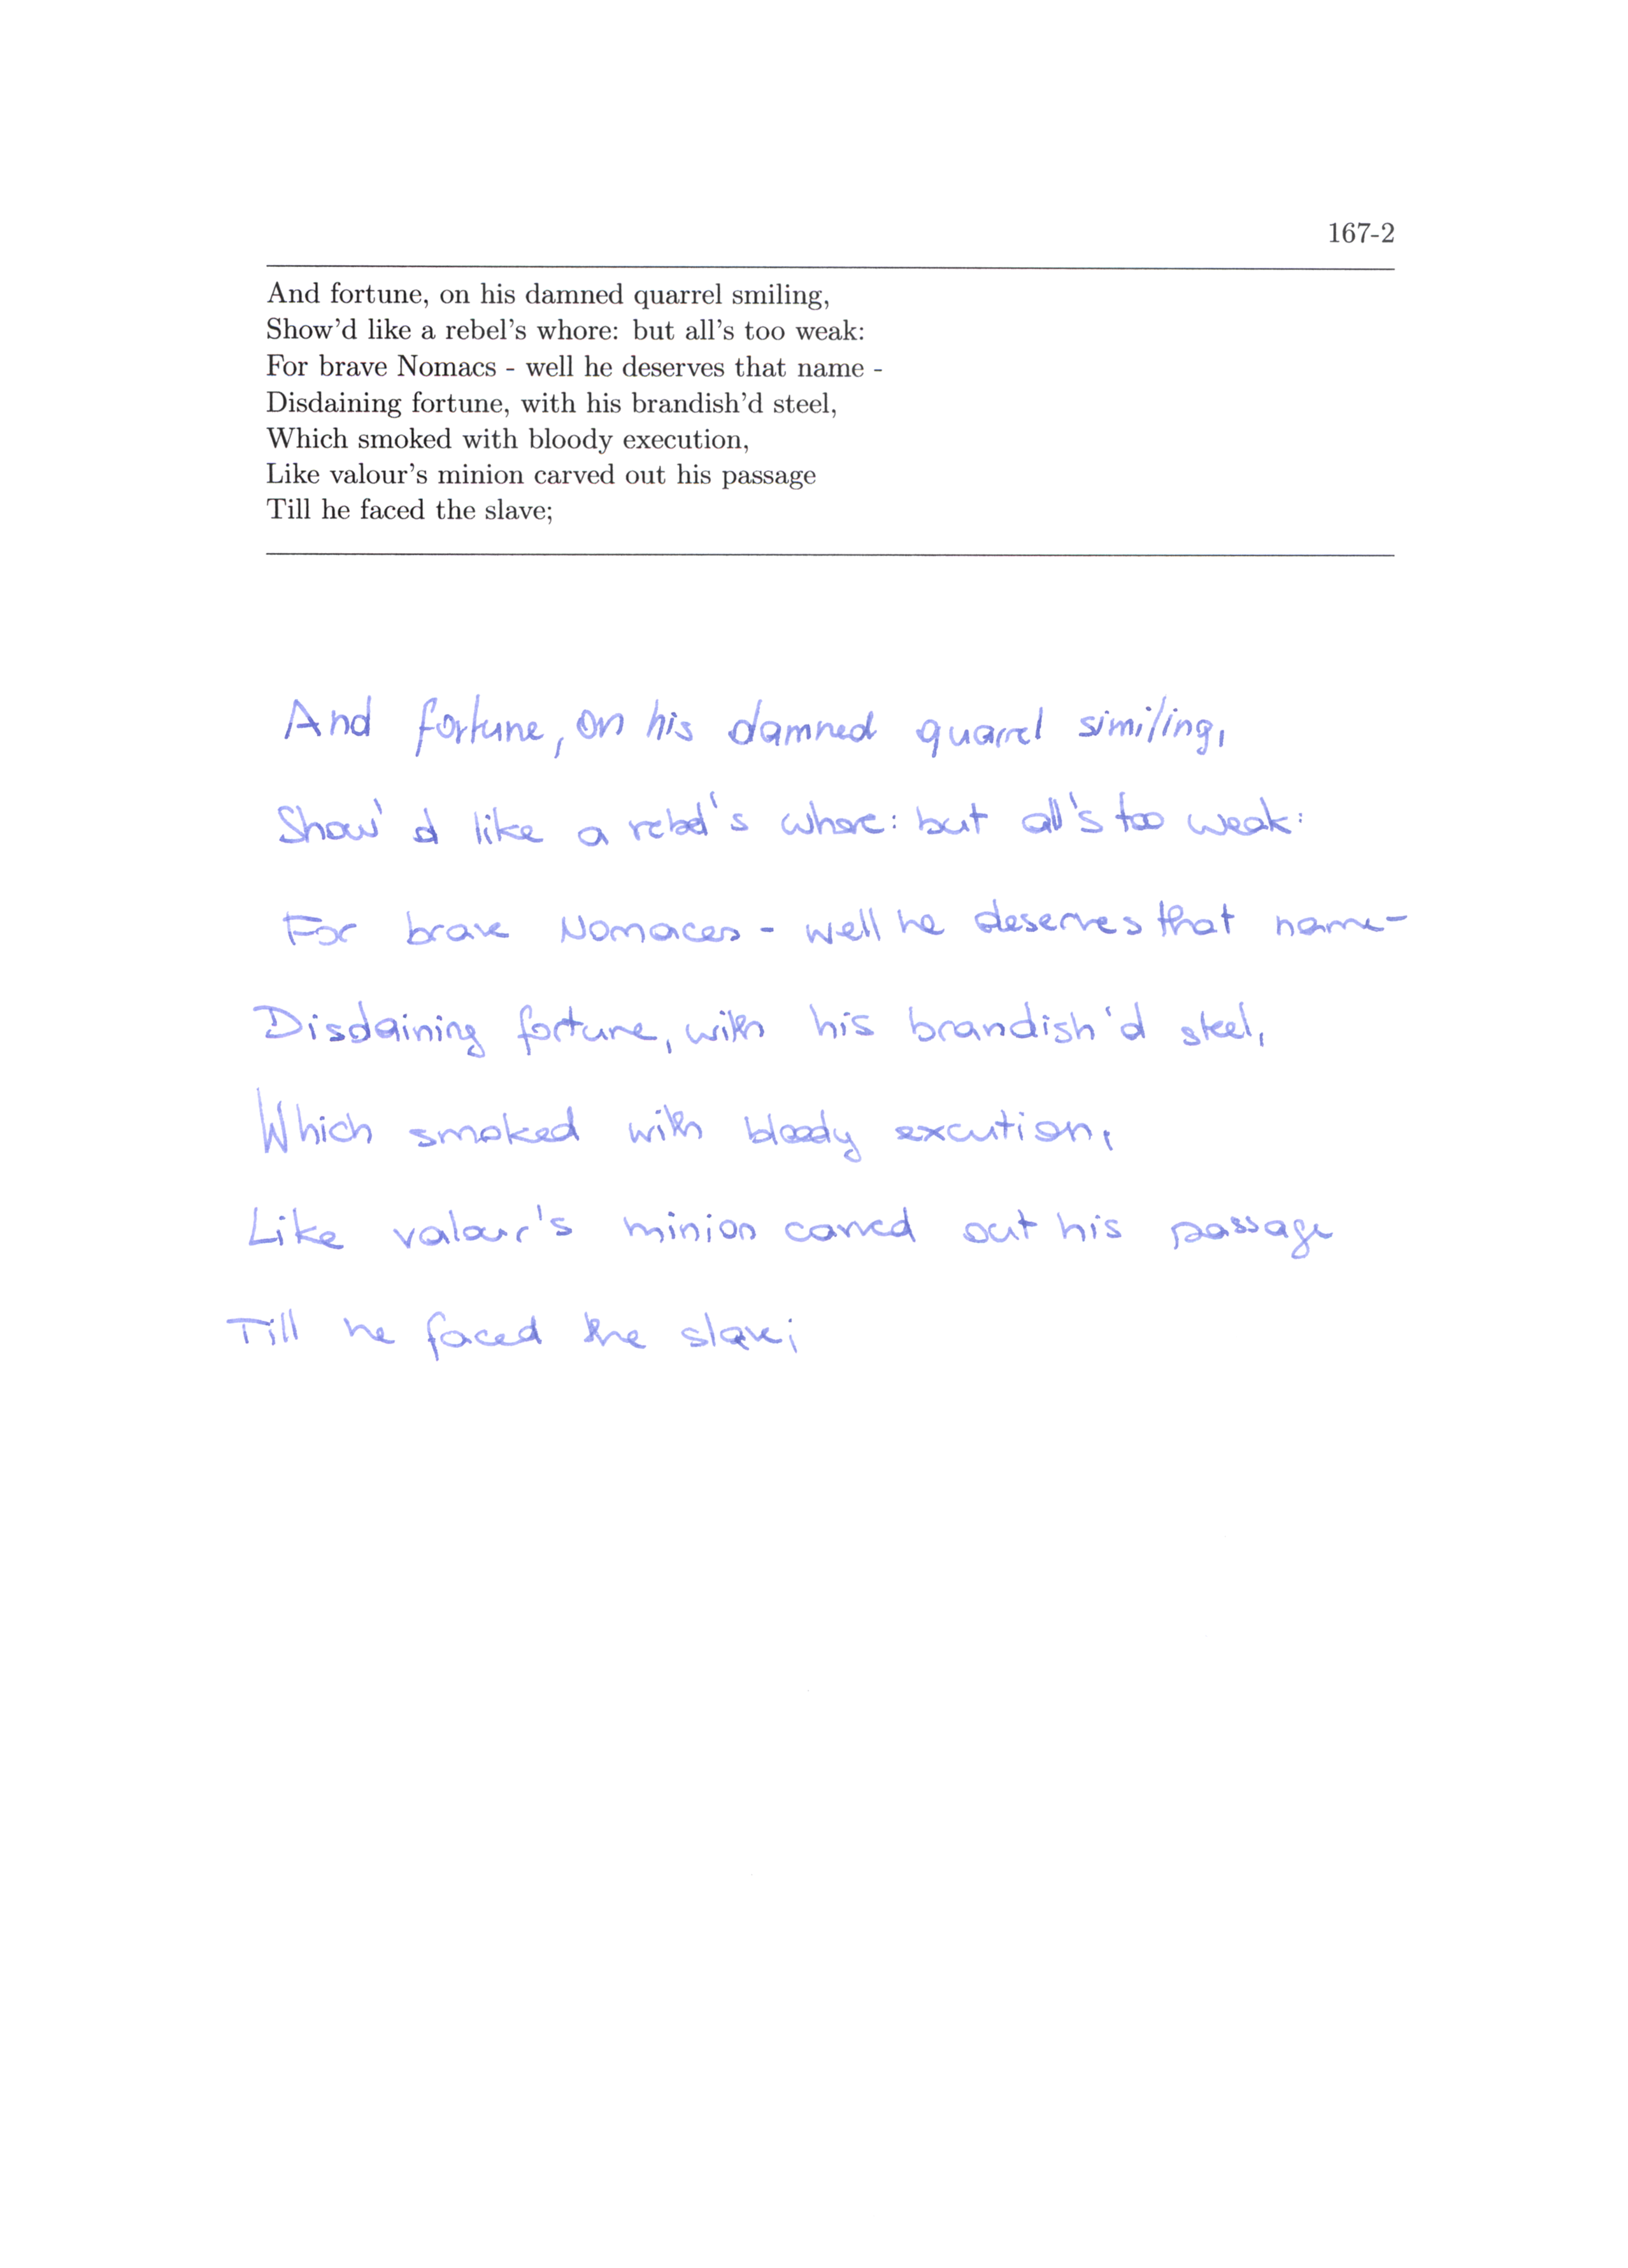 167-2
And fortune, on his damned quarrel smiling,
Show'd like a rebel's whore: but all's too weak:
For brave Nomacs - well he deserves that name -
Disdaining fortune, with his brandish'd steel,
Which smoked with bloody execution,
Like valour's minion carved out his passage
Till he faced the slave;
And fortune, on his damned quarrel similing,
Show'd like a rebel's whore: but all's too weak:
For brave Nomaces - well he deserves that name-
Disdaining fortune, with his brandish'd steel,
Which smoked with bloody excution,
Like valour's minion carved out his passage
Till he faced the slave;